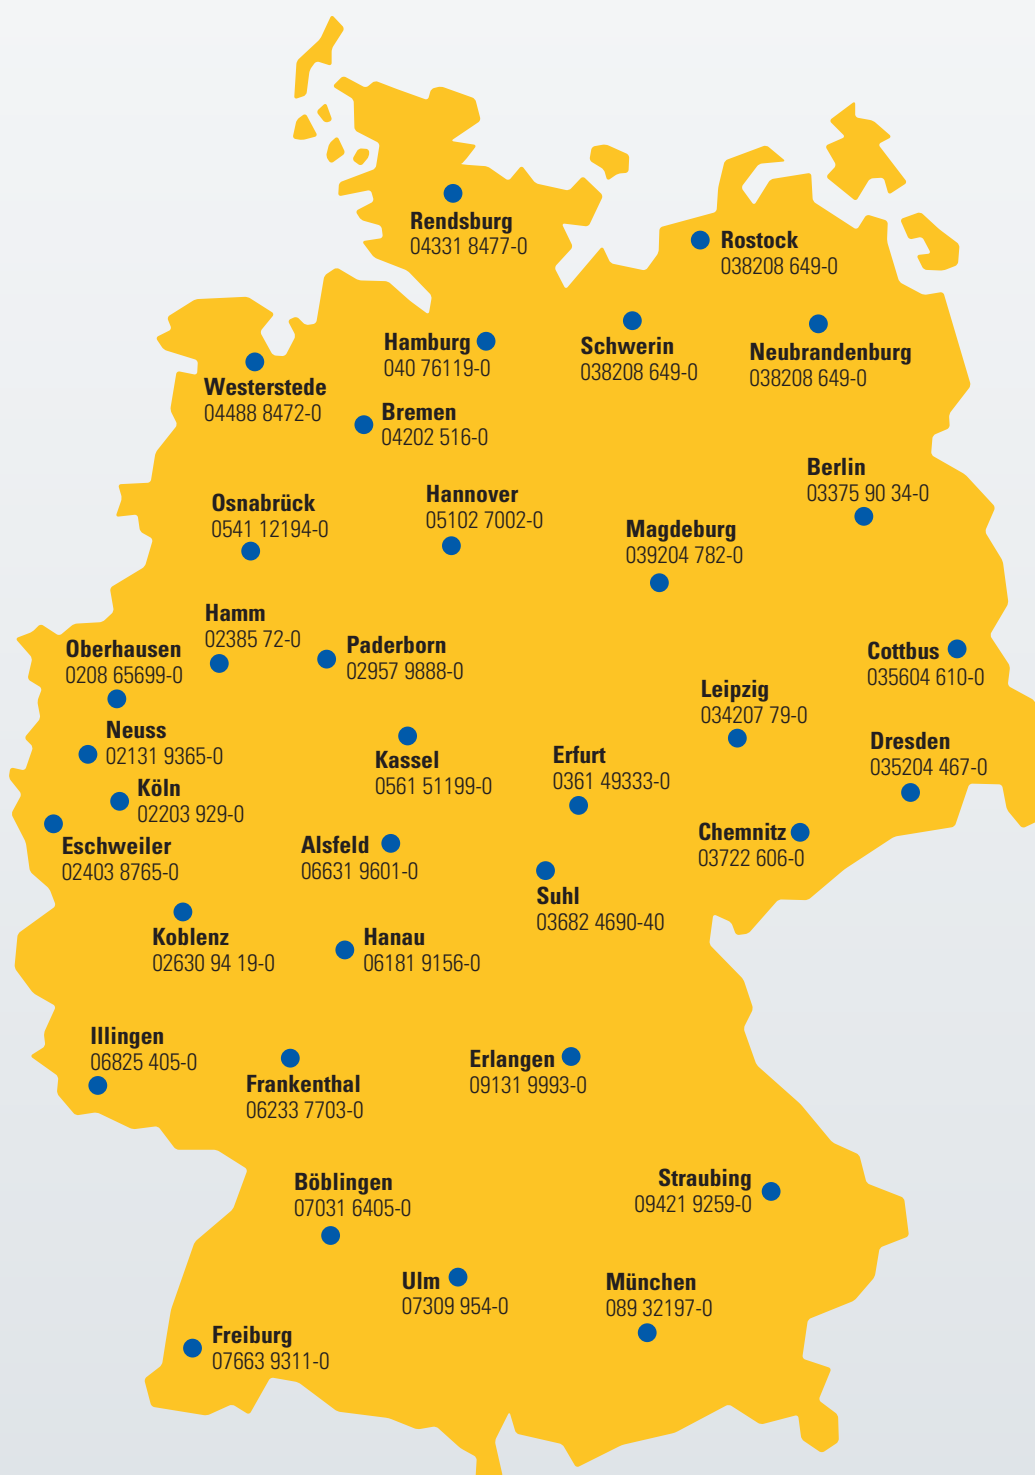 Rendsburg
04331 8477-0
Rostock
038208 649-0
Hamburg
040 76119-0
Schwerin
038208 649-0
Neubrandenburg
038208 649-0
Westerstede
04488 8472-0
Bremen
04202 516-0
Berlin
03375 90 34-0
Osnabrück
0541 12194-0
Hannover
05102 7002-0
Magdeburg
039204 782-0
Hamm
02385 72-0
Oberhausen
0208 65699-0
Paderborn
02957 9888-0
Cottbus
035604 610-0
Leipzig
034207 79-0
Neuss
02131 9365-0
Kassel
0561 51199-0
Erfurt
0361 49333-0
Dresden
035204 467-0
Köln
02203 929-0
Eschweiler
02403 8765-0
Alsfeld
06631 9601-0
Chemnitz
03722 606-0
Suhl
03682 4690-40
Koblenz
02630 94 19-0
Hanau
06181 9156-0
Illingen
06825 405-0
Frankenthal
06233 7703-0
Erlangen
09131 9993-0
Böblingen
07031 6405-0
Straubing
09421 9259-0
Ulm
07309 954-0
München
089 32197-0
Freiburg
07663 9311-0